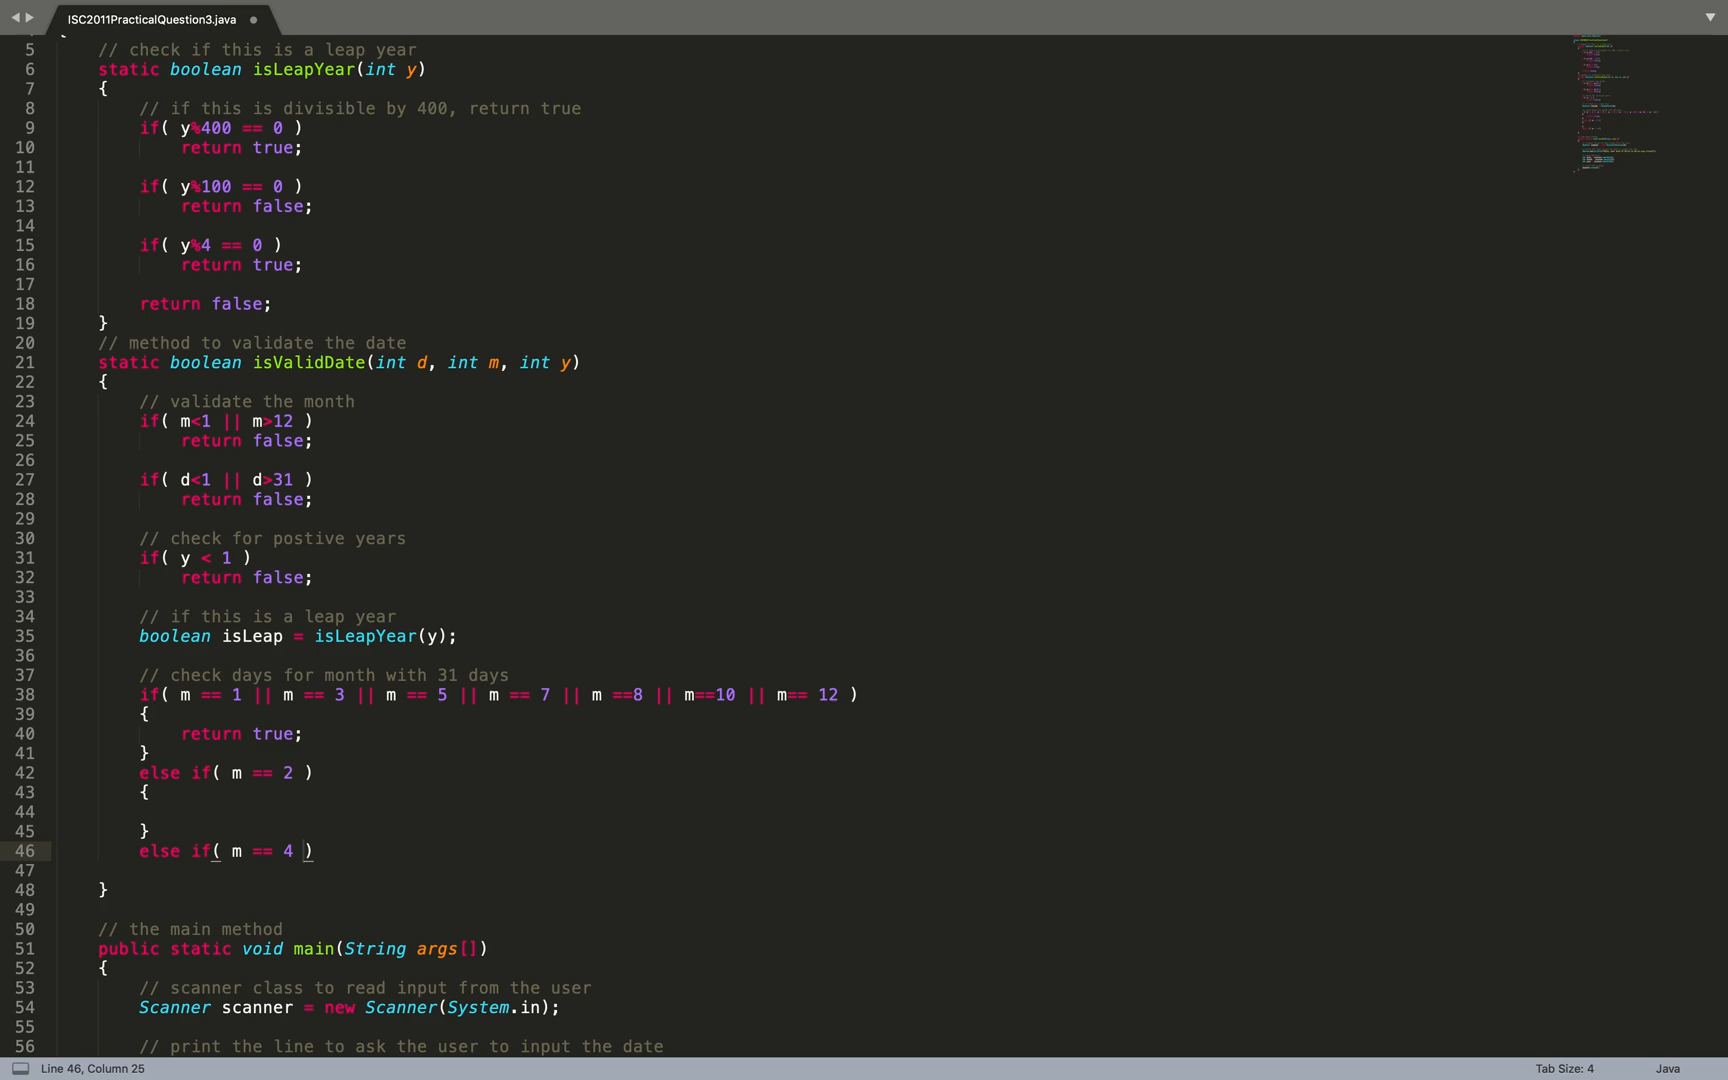 ISC2011PracticalQuestion3.java
5 // check if this is a leap year
6 static boolean isLeapYear(int y)
7 {
8 // if this is divisible by 400, return true
9 if( y%400 == 0 )
10 return true;
11
12 if( y%100 == 0 )
13 return false;
14
15 if( y%4 == 0 )
16 return true;
17
18 return false;
19 }
20 // method to validate the date
21 static boolean isValidDate(int d, int m, int y)
22 {
23 // validate the month
24 if( m<1 || m>12 )
25 return false;
26
27 if( d<1 || d>31 )
28 return false;
29
30 // check for postive years
31 if( y < 1 )
32 return false;
33
34 // if this is a leap year
35 boolean isLeap = isLeapYear(y);
36
37 // check days for month with 31 days
38 if( m == 1 || m == 3 || m == 5 || m == 7 || m ==8 || m==10 || m== 12 )
39 {
40 return true;
41 }
42 else if( m == 2 )
43 {
44
45 }
46 else if( m == 4 )
47
48 }
49
50 // the main method
51 public static void main(String args[])
52 {
53 // scanner class to read input from the user
54 Scanner scanner = new Scanner(System.in);
55
56 // print the line to ask the user to input the date
Line 46, Column 25
Tab Size: 4
Java